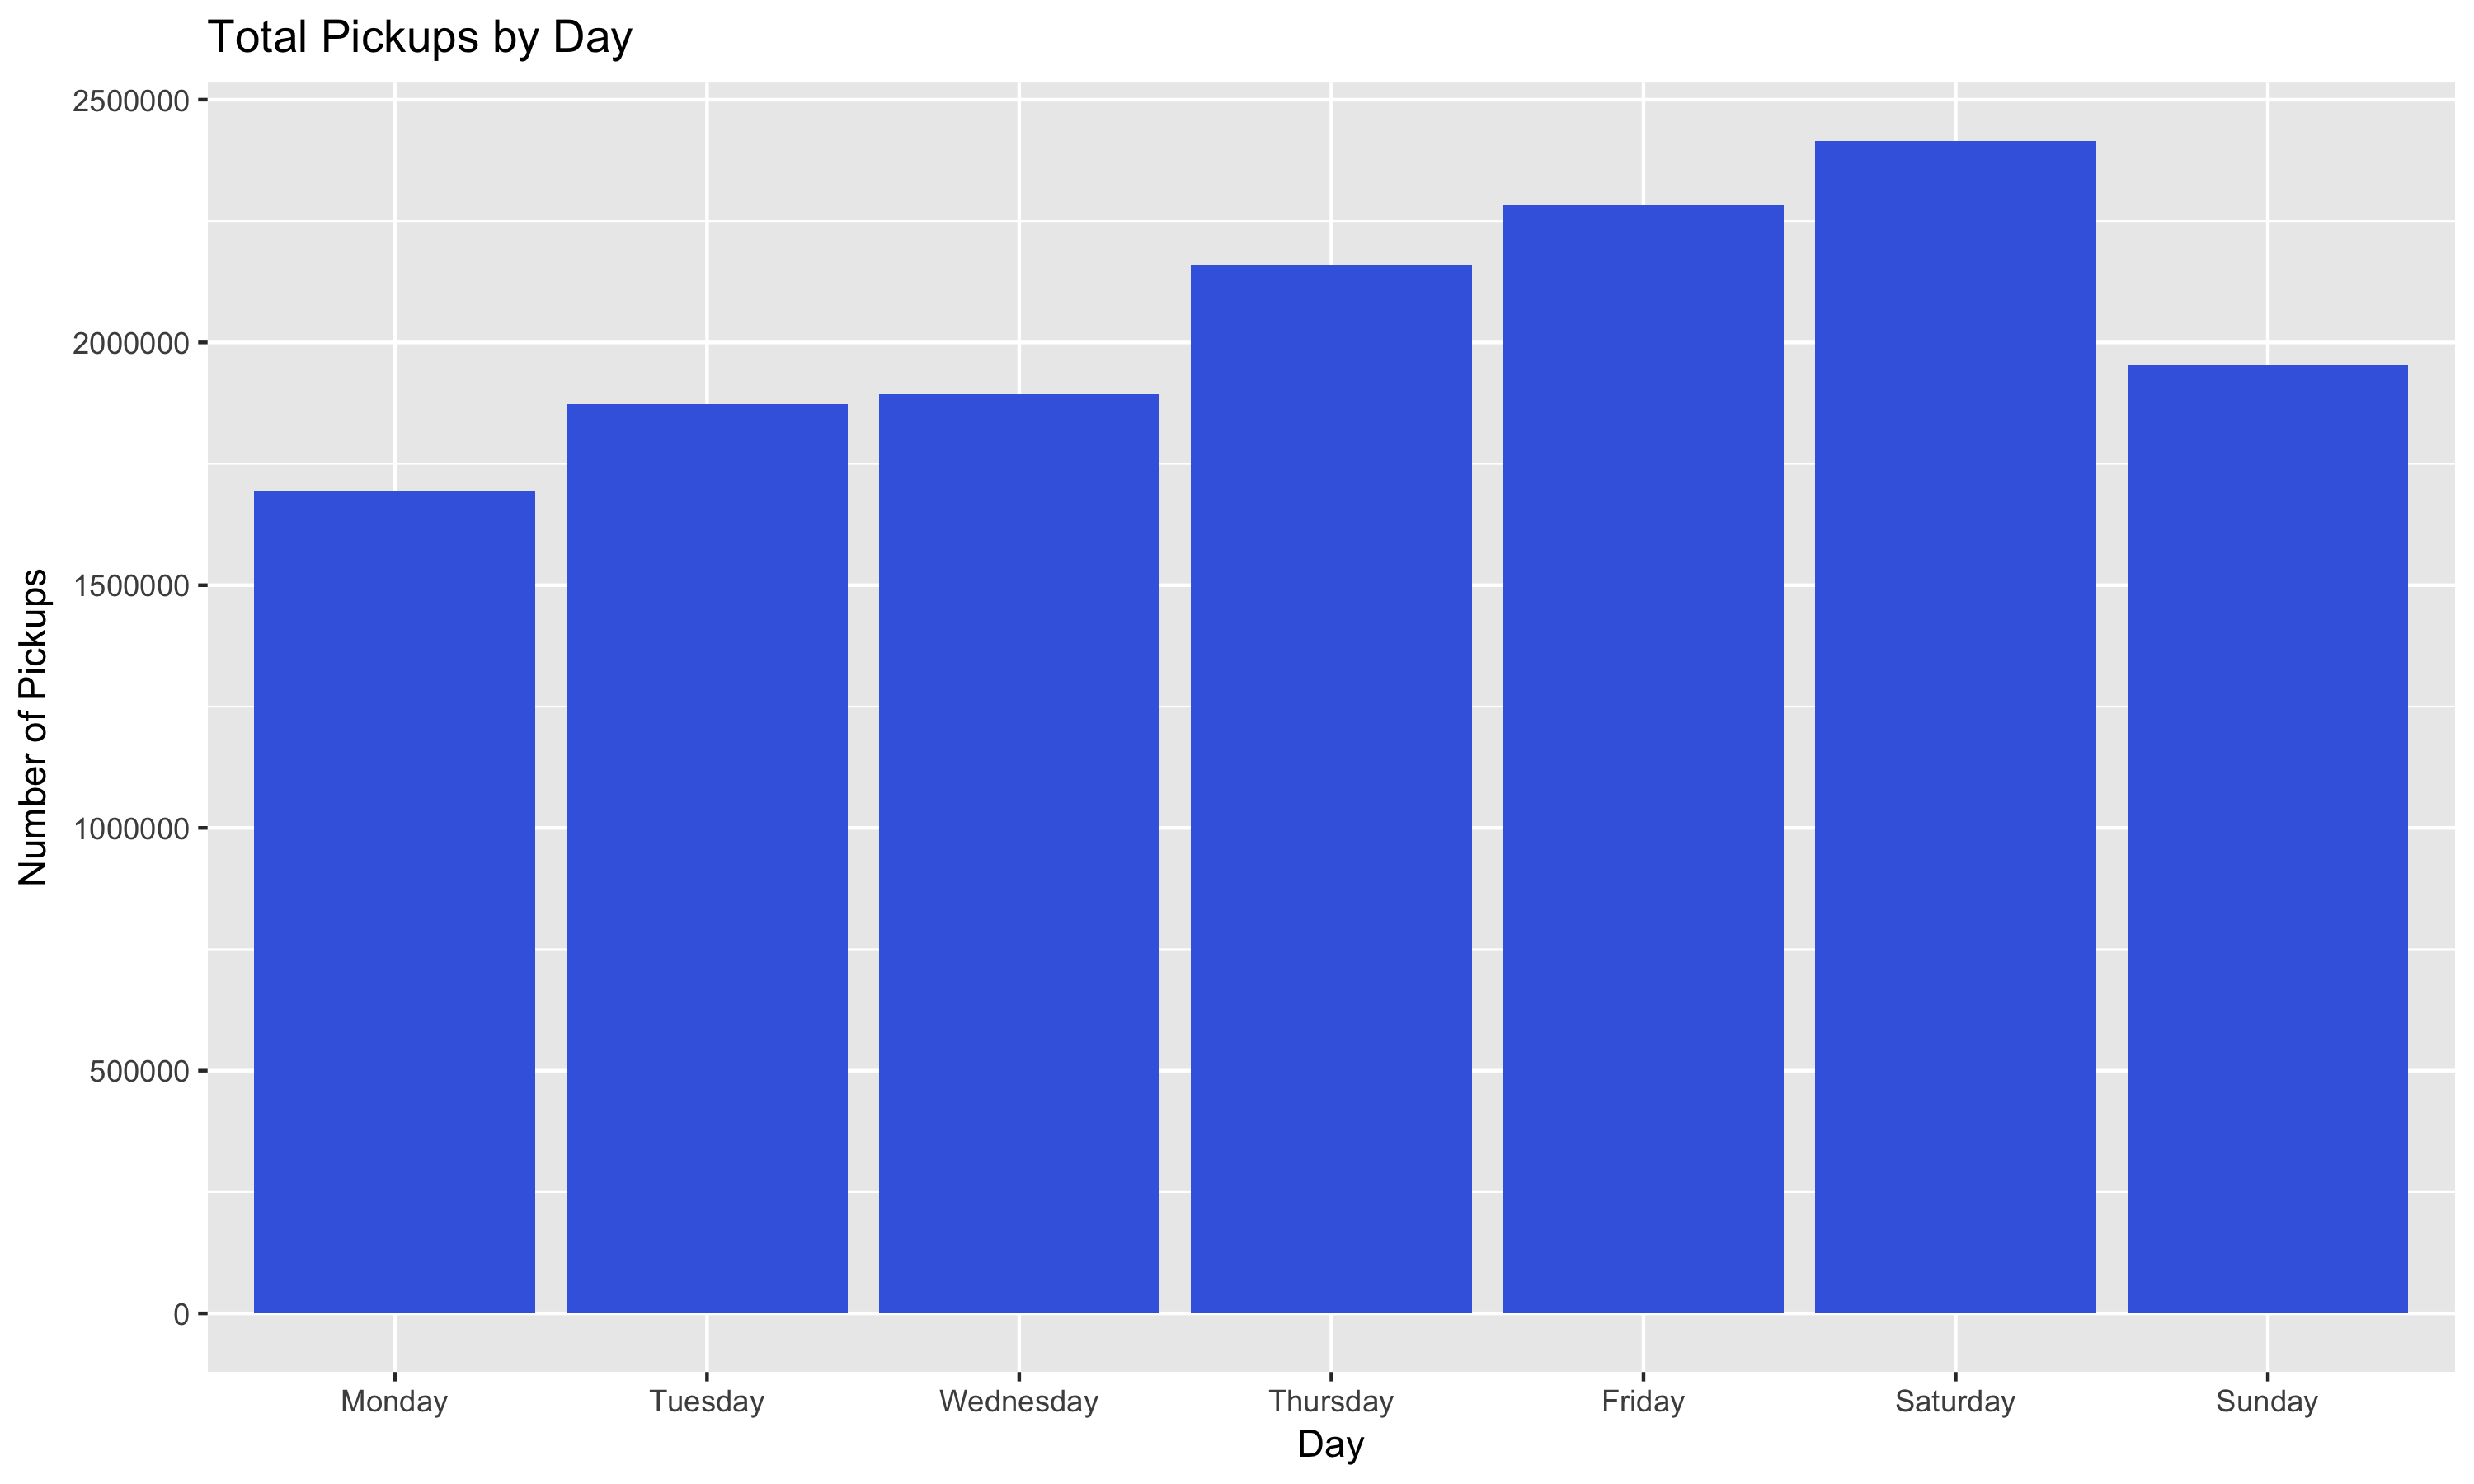 Total Pickups by Day
Number of Pickups
2500000
2000000
1500000
1000000
500000
0
Monday Tuesday Wednesday Thursday Friday Saturday Sunday
Day